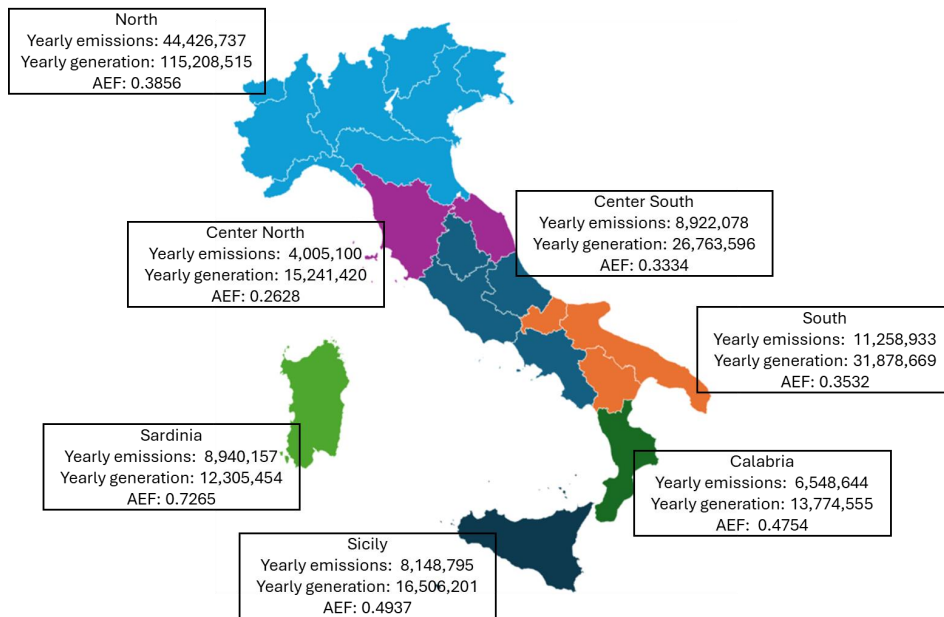 North
Yearly emissions: 44,426,737
Yearly generation: 115,208,515
AEF: 0.3856
Center South
Yearly emissions: 8,922,078
Yearly generation: 26,763,596
AEF: 0.3334
Center North
Yearly emissions: 4,005,100
Yearly generation: 15,241,420
AEF: 0.2628
South
Yearly emissions: 11,258,933
Yearly generation: 31,878,669
AEF: 0.3532
Sardinia
Yearly emissions: 8,940,157
Yearly generation: 12,305,454
AEF: 0.7265
Calabria
Yearly emissions: 6,548,644
Yearly generation: 13,774,555
AEF: 0.4754
Sicily
Yearly emissions: 8,148,795
Yearly generation: 16,506,201
AEF: 0.4937